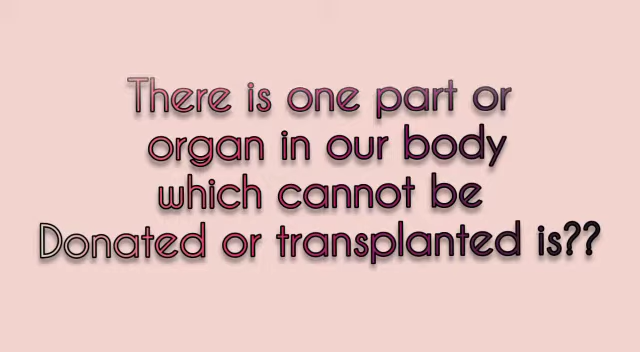 There is one part or
organ in our body
which cannot be
Donated or transplanted is??